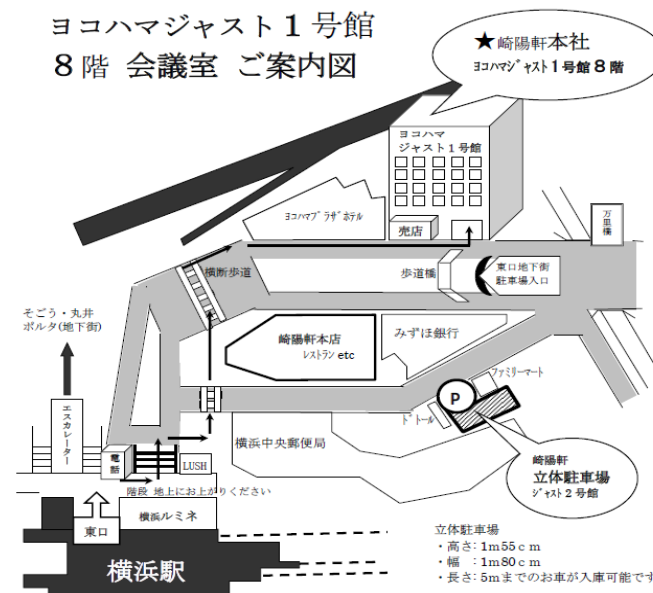 ヨコハマジャスト１号館
８階 会議室 ご案内図
★崎陽軒本社
ﾖｺﾊﾏｼﾞｬｽﾄ１号館８階
ヨコハマ
ジャスト１号館
ﾖｺﾊﾏﾌﾟﾗｻﾞﾎﾃﾙ
売店
万里橋
横断歩道
歩道橋
東口地下街
駐車場入口
そごう・丸井
ポルタ(地下街)
崎陽軒本店
ﾚｽﾄﾗﾝ etc
みずほ銀行
ファミリーマート
P
ﾄﾞﾄｰﾙ
エスカレーター
横浜中央郵便局
電話
LUSH
階段 地上にお上がりください
崎陽軒
立体駐車場
ｼﾞｬｽﾄ２号館
横浜ルミネ
東口
横浜駅
立体駐車場
・高さ：1m55ｃｍ
・幅　：1m80ｃｍ
・長さ：5mまでのお車が入庫可能です